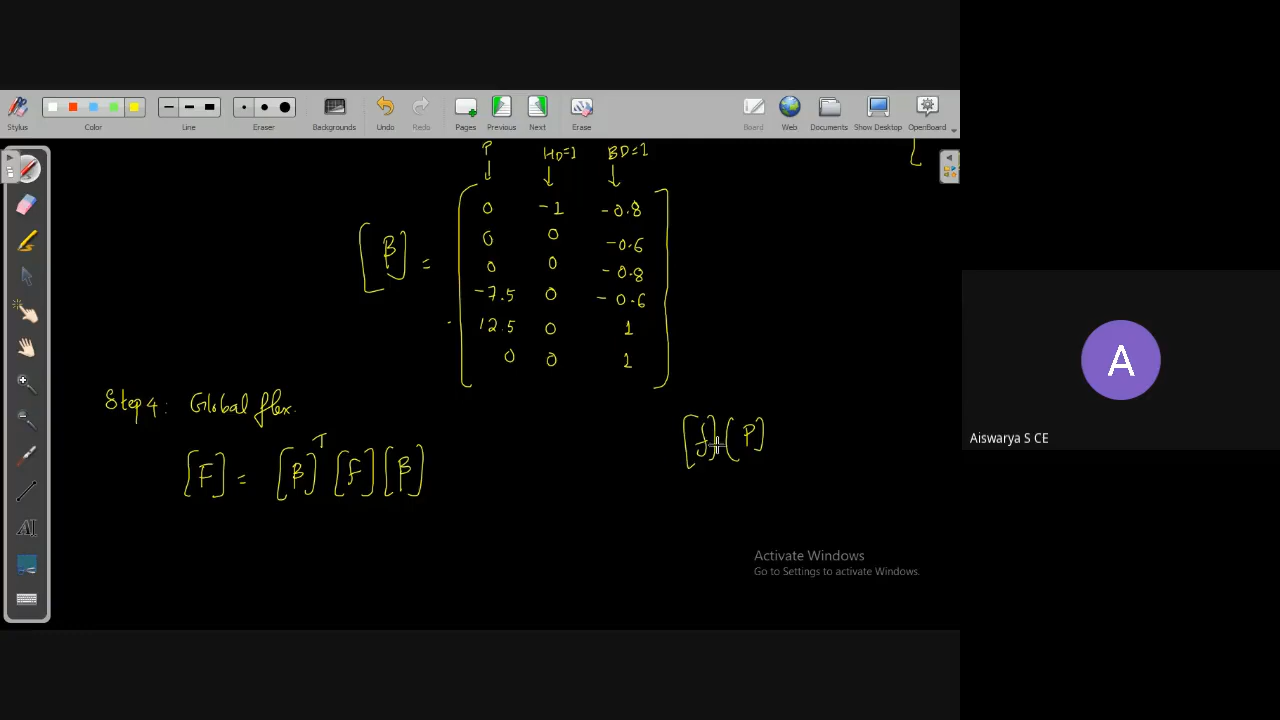 Stylus Color Line Eraser Backgrounds Undo Redo Pages Previous Next Erase Board Web Documents Show Desktop OpenBoard
P H_D=1 BD=1
[β] =
0 -1 -0.8
0 0 -0.6
0 0 -0.8
-7.5 0 -0.6
12.5 0 1
0 0 1
Step 4: Global flex.
[F] = [β]^T [f] [β]
[f] [P]
A
Aiswarya S CE
Activate Windows
Go to Settings to activate Windows.